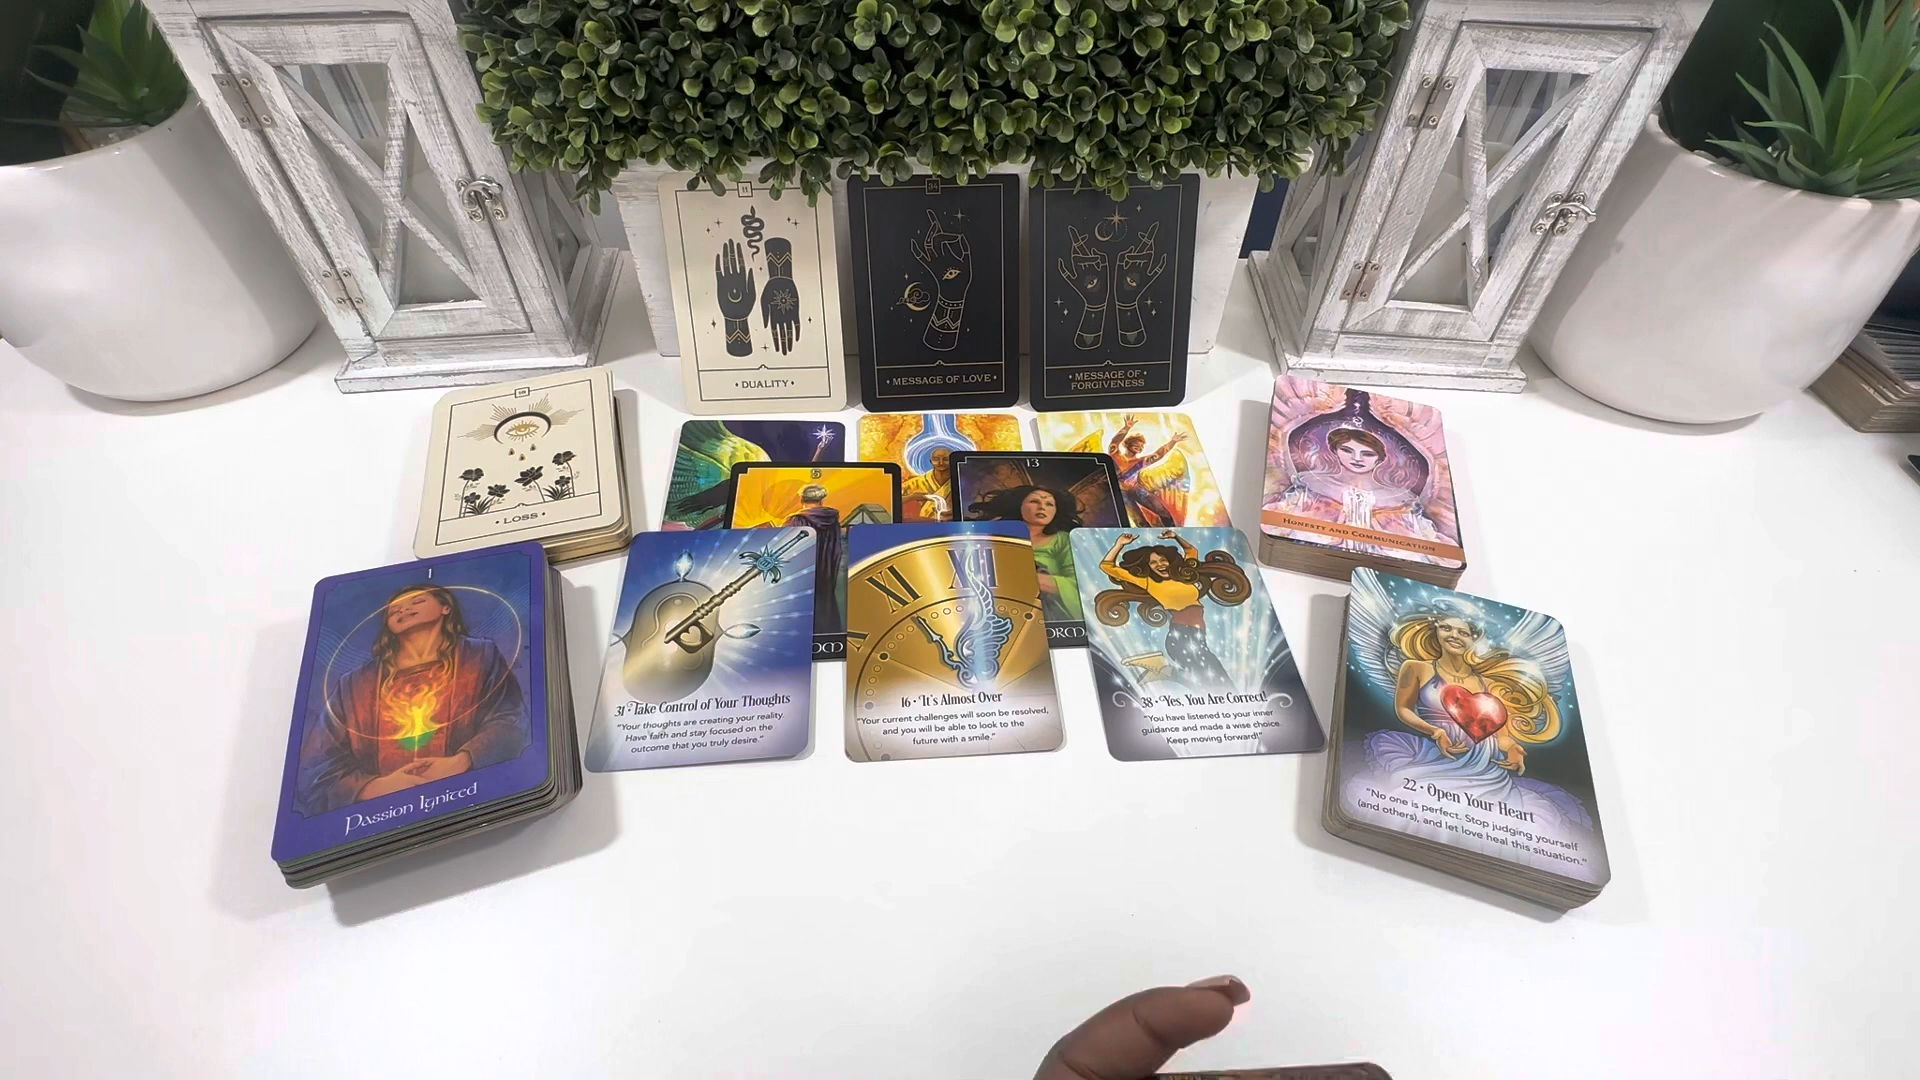 11
DUALITY
34
MESSAGE OF LOVE
MESSAGE OF
FORGIVENESS
LOSS
5
13
HONESTY AND COMMUNICATION
1
Passion Ignited
31 • Take Control of Your Thoughts
"Your thoughts are creating your reality.
Have faith and stay focused on the
outcome that you truly desire."
XI
XII
16 • It's Almost Over
"Your current challenges will soon be resolved,
and you will be able to look to the
future with a smile."
38 • Yes, You Are Correct!
"You have listened to your inner
guidance and made a wise choice.
Keep moving forward!"
22 • Open Your Heart
"No one is perfect. Stop judging yourself
(and others), and let love heal this situation."